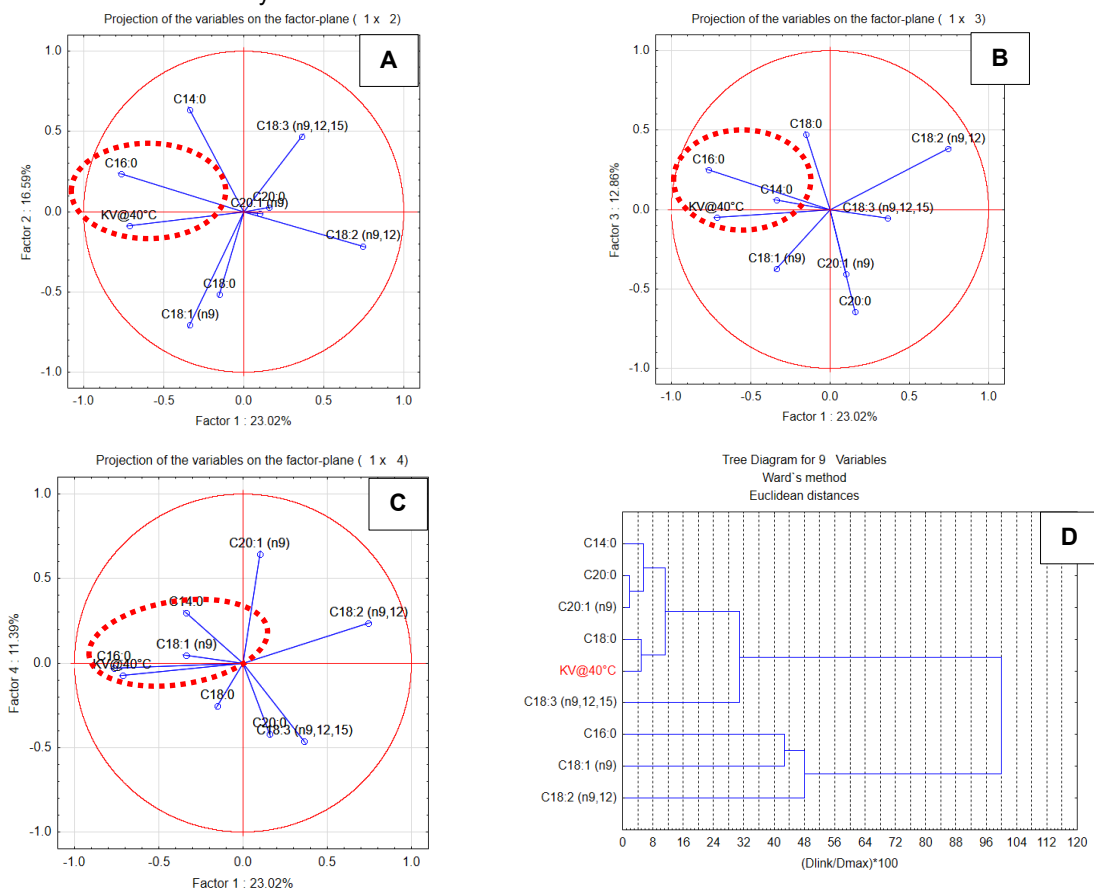 Projection of the variables on the factor-plane ( 1 x 2)
A
1.0
0.5
0.0
-0.5
-1.0
Factor 2 : 16.59%
C14:0
C18:3 (n9,12,15)
C16:0
C20:0
C20:1 (n9)
KV@40°C
C18:2 (n9,12)
C18:0
C18:1 (n9)
-1.0 -0.5 0.0 0.5 1.0
Factor 1 : 23.02%
Projection of the variables on the factor-plane ( 1 x 3)
B
1.0
0.5
0.0
-0.5
-1.0
Factor 3 : 12.86%
C18:0
C18:2 (n9,12)
C16:0
C14:0
KV@40°C
C18:3 (n9,12,15)
C18:1 (n9)
C20:1 (n9)
C20:0
-1.0 -0.5 0.0 0.5 1.0
Factor 1 : 23.02%
Projection of the variables on the factor-plane ( 1 x 4)
C
1.0
0.5
0.0
-0.5
-1.0
Factor 4 : 11.39%
C20:1 (n9)
C14:0
C18:2 (n9,12)
C18:1 (n9)
C16:0
KV@40°C
C18:0
C20:0
C18:3 (n9,12,15)
-1.0 -0.5 0.0 0.5 1.0
Factor 1 : 23.02%
Tree Diagram for 9 Variables
Ward`s method
Euclidean distances
D
C14:0
C20:0
C20:1 (n9)
C18:0
KV@40°C
C18:3 (n9,12,15)
C16:0
C18:1 (n9)
C18:2 (n9,12)
0 8 16 24 32 40 48 56 64 72 80 88 96 104 112 120
(Dlink/Dmax)*100